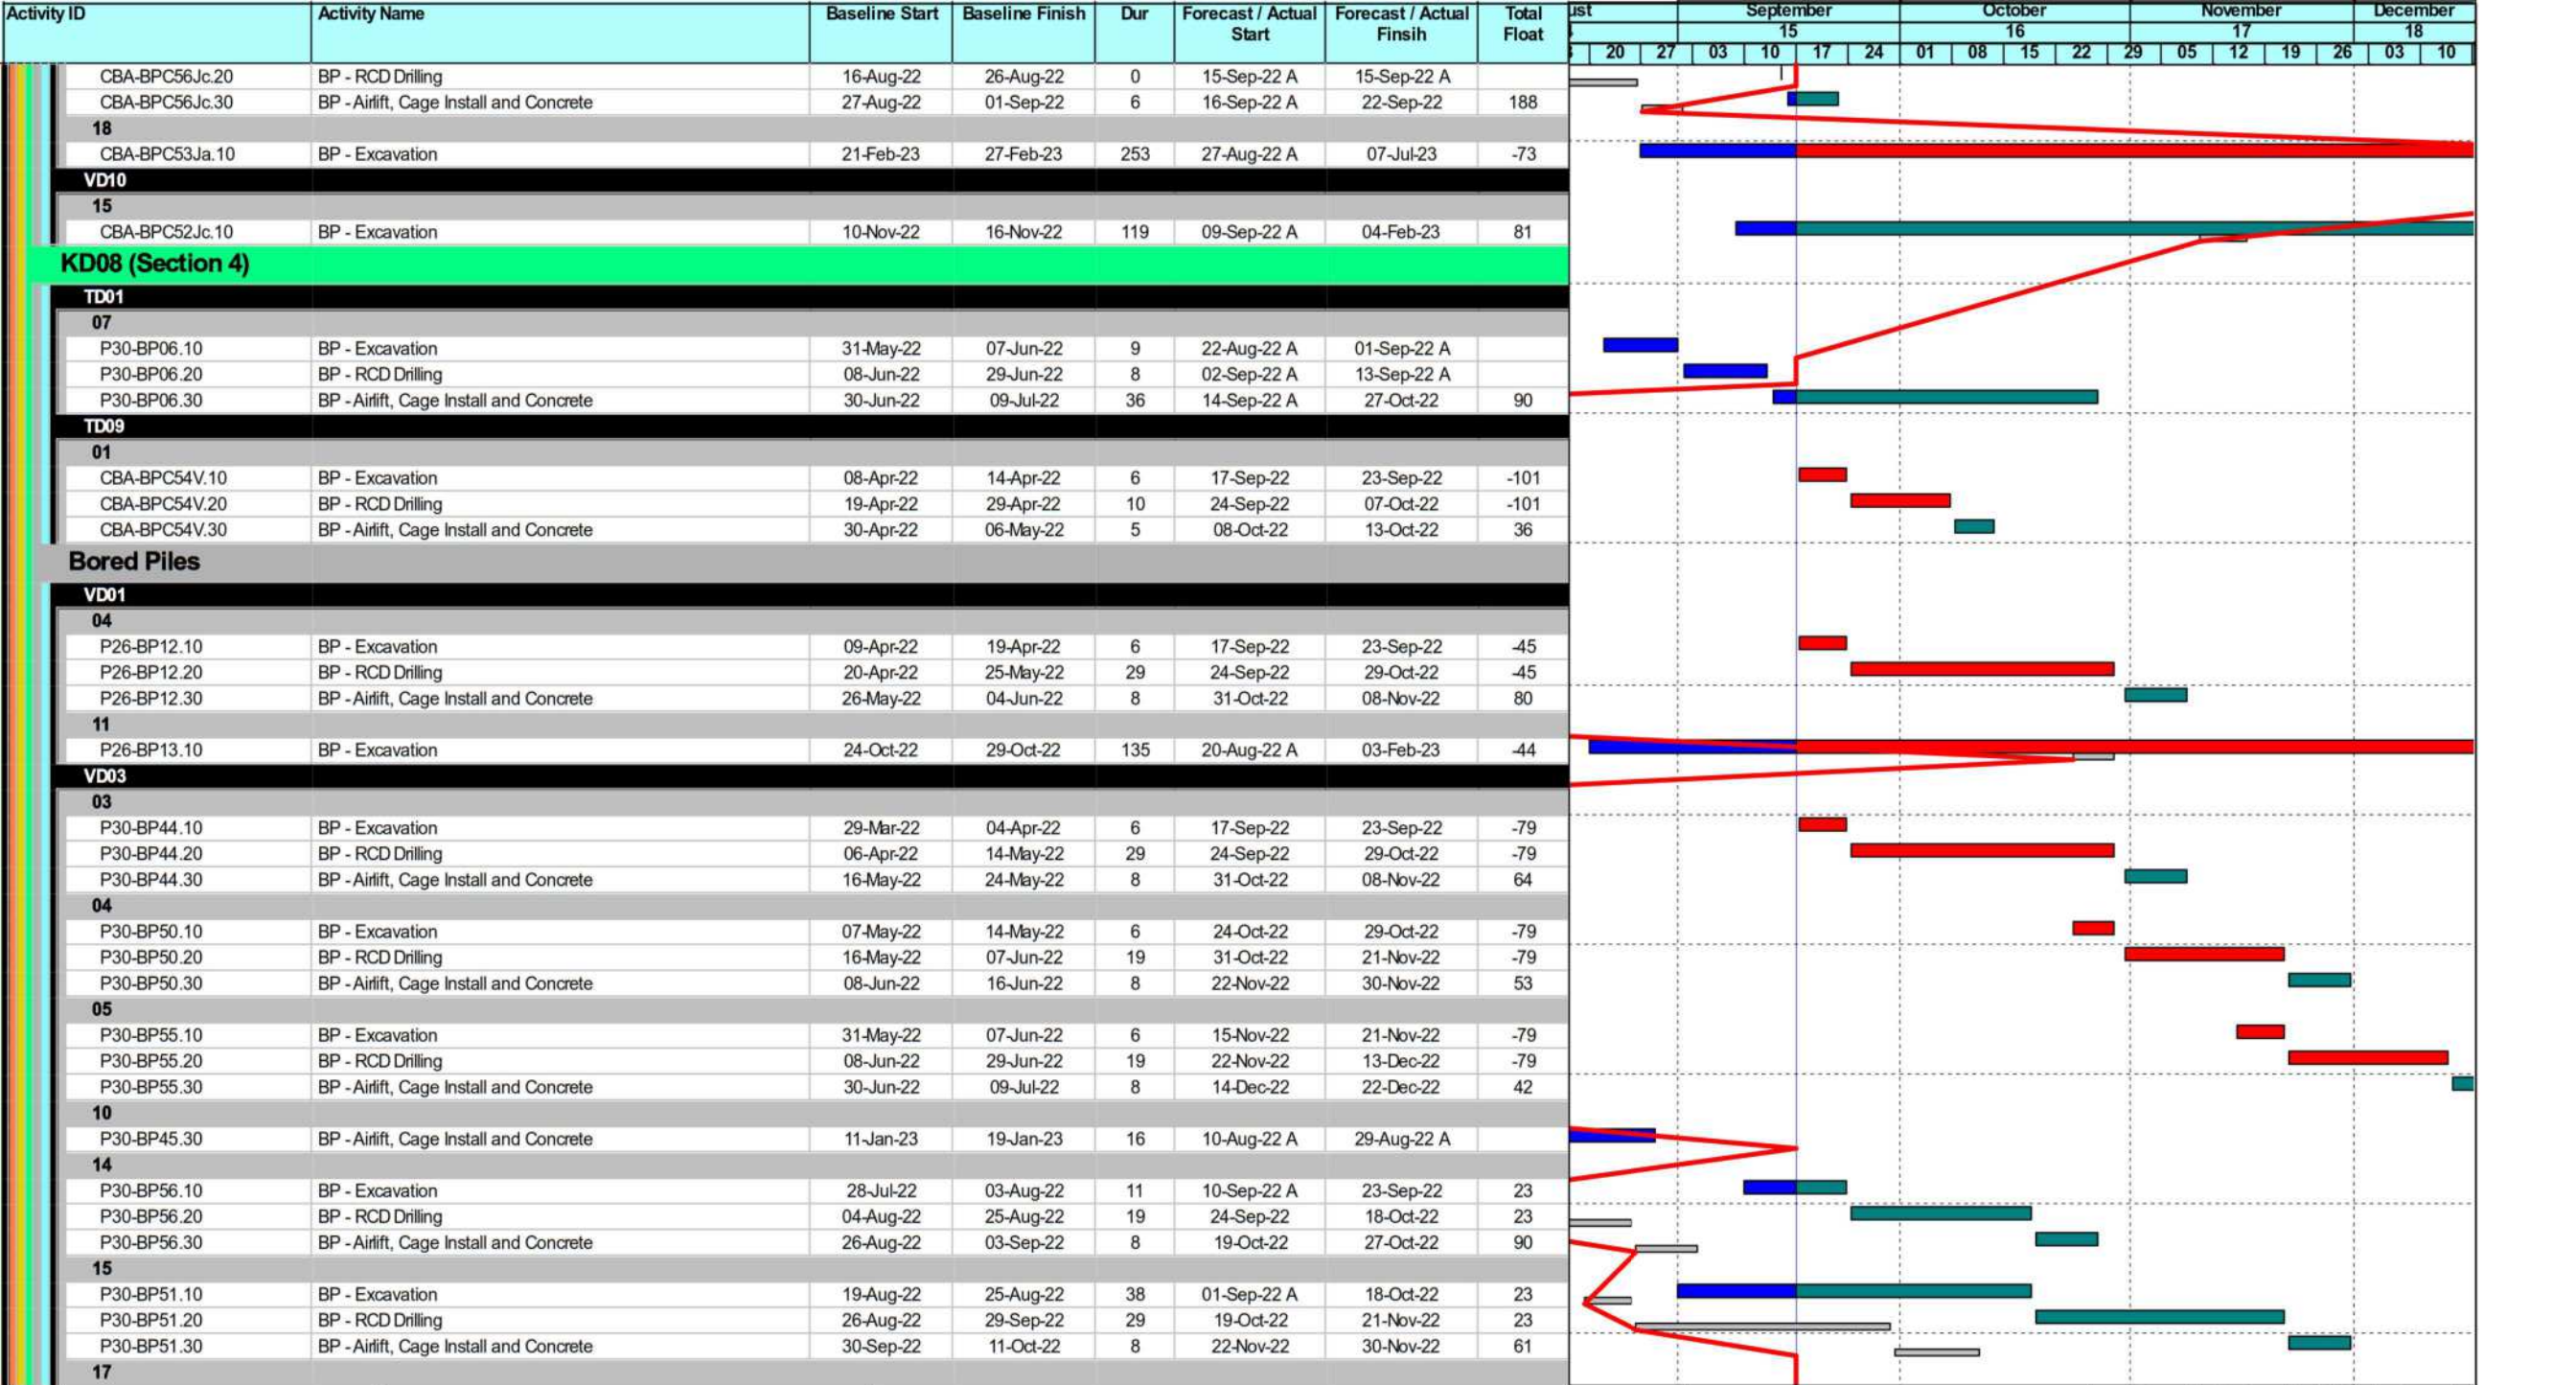 Activity ID Activity Name Baseline Start Baseline Finish Dur Forecast / Actual Start Forecast / Actual Finsih Total Float
ust September October November December
15 16 17 18
20 27 03 10 17 24 01 08 15 22 29 05 12 19 26 03 10
CBA-BPC56Jc.20 BP - RCD Drilling 16-Aug-22 26-Aug-22 0 15-Sep-22 A 15-Sep-22 A
CBA-BPC56Jc.30 BP - Airlift, Cage Install and Concrete 27-Aug-22 01-Sep-22 6 16-Sep-22 A 22-Sep-22 188
18
CBA-BPC53Ja.10 BP - Excavation 21-Feb-23 27-Feb-23 253 27-Aug-22 A 07-Jul-23 -73
VD10
15
CBA-BPC52Jc.10 BP - Excavation 10-Nov-22 16-Nov-22 119 09-Sep-22 A 04-Feb-23 81
KD08 (Section 4)
TD01
07
P30-BP06.10 BP - Excavation 31-May-22 07-Jun-22 9 22-Aug-22 A 01-Sep-22 A
P30-BP06.20 BP - RCD Drilling 08-Jun-22 29-Jun-22 8 02-Sep-22 A 13-Sep-22 A
P30-BP06.30 BP - Airlift, Cage Install and Concrete 30-Jun-22 09-Jul-22 36 14-Sep-22 A 27-Oct-22 90
TD09
01
CBA-BPC54V.10 BP - Excavation 08-Apr-22 14-Apr-22 6 17-Sep-22 23-Sep-22 -101
CBA-BPC54V.20 BP - RCD Drilling 19-Apr-22 29-Apr-22 10 24-Sep-22 07-Oct-22 -101
CBA-BPC54V.30 BP - Airlift, Cage Install and Concrete 30-Apr-22 06-May-22 5 08-Oct-22 13-Oct-22 36
Bored Piles
VD01
04
P26-BP12.10 BP - Excavation 09-Apr-22 19-Apr-22 6 17-Sep-22 23-Sep-22 -45
P26-BP12.20 BP - RCD Drilling 20-Apr-22 25-May-22 29 24-Sep-22 29-Oct-22 -45
P26-BP12.30 BP - Airlift, Cage Install and Concrete 26-May-22 04-Jun-22 8 31-Oct-22 08-Nov-22 80
11
P26-BP13.10 BP - Excavation 24-Oct-22 29-Oct-22 135 20-Aug-22 A 03-Feb-23 -44
VD03
03
P30-BP44.10 BP - Excavation 29-Mar-22 04-Apr-22 6 17-Sep-22 23-Sep-22 -79
P30-BP44.20 BP - RCD Drilling 06-Apr-22 14-May-22 29 24-Sep-22 29-Oct-22 -79
P30-BP44.30 BP - Airlift, Cage Install and Concrete 16-May-22 24-May-22 8 31-Oct-22 08-Nov-22 64
04
P30-BP50.10 BP - Excavation 07-May-22 14-May-22 6 24-Oct-22 29-Oct-22 -79
P30-BP50.20 BP - RCD Drilling 16-May-22 07-Jun-22 19 31-Oct-22 21-Nov-22 -79
P30-BP50.30 BP - Airlift, Cage Install and Concrete 08-Jun-22 16-Jun-22 8 22-Nov-22 30-Nov-22 53
05
P30-BP55.10 BP - Excavation 31-May-22 07-Jun-22 6 15-Nov-22 21-Nov-22 -79
P30-BP55.20 BP - RCD Drilling 08-Jun-22 29-Jun-22 19 22-Nov-22 13-Dec-22 -79
P30-BP55.30 BP - Airlift, Cage Install and Concrete 30-Jun-22 09-Jul-22 8 14-Dec-22 22-Dec-22 42
10
P30-BP45.30 BP - Airlift, Cage Install and Concrete 11-Jan-23 19-Jan-23 16 10-Aug-22 A 29-Aug-22 A
14
P30-BP56.10 BP - Excavation 28-Jul-22 03-Aug-22 11 10-Sep-22 A 23-Sep-22 23
P30-BP56.20 BP - RCD Drilling 04-Aug-22 25-Aug-22 19 24-Sep-22 18-Oct-22 23
P30-BP56.30 BP - Airlift, Cage Install and Concrete 26-Aug-22 03-Sep-22 8 19-Oct-22 27-Oct-22 90
15
P30-BP51.10 BP - Excavation 19-Aug-22 25-Aug-22 38 01-Sep-22 A 18-Oct-22 23
P30-BP51.20 BP - RCD Drilling 26-Aug-22 29-Sep-22 29 19-Oct-22 21-Nov-22 23
P30-BP51.30 BP - Airlift, Cage Install and Concrete 30-Sep-22 11-Oct-22 8 22-Nov-22 30-Nov-22 61
17